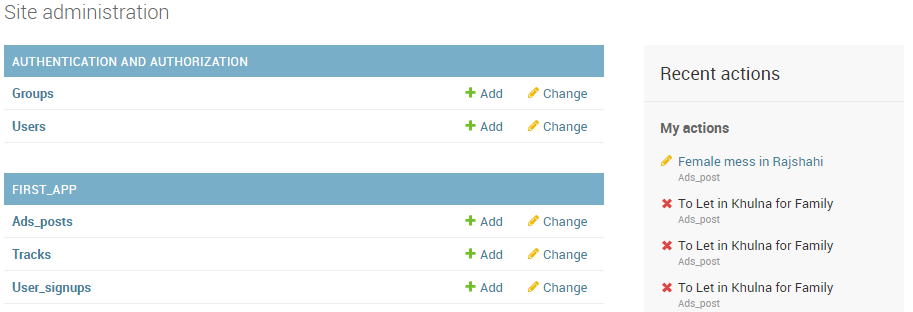 Site administration
AUTHENTICATION AND AUTHORIZATION
Groups Add Change
Users Add Change
FIRST_APP
Ads_posts Add Change
Tracks Add Change
User_signups Add Change
Recent actions
My actions
Female mess in Rajshahi
Ads_post
To Let in Khulna for Family
Ads_post
To Let in Khulna for Family
Ads_post
To Let in Khulna for Family
Ads_post